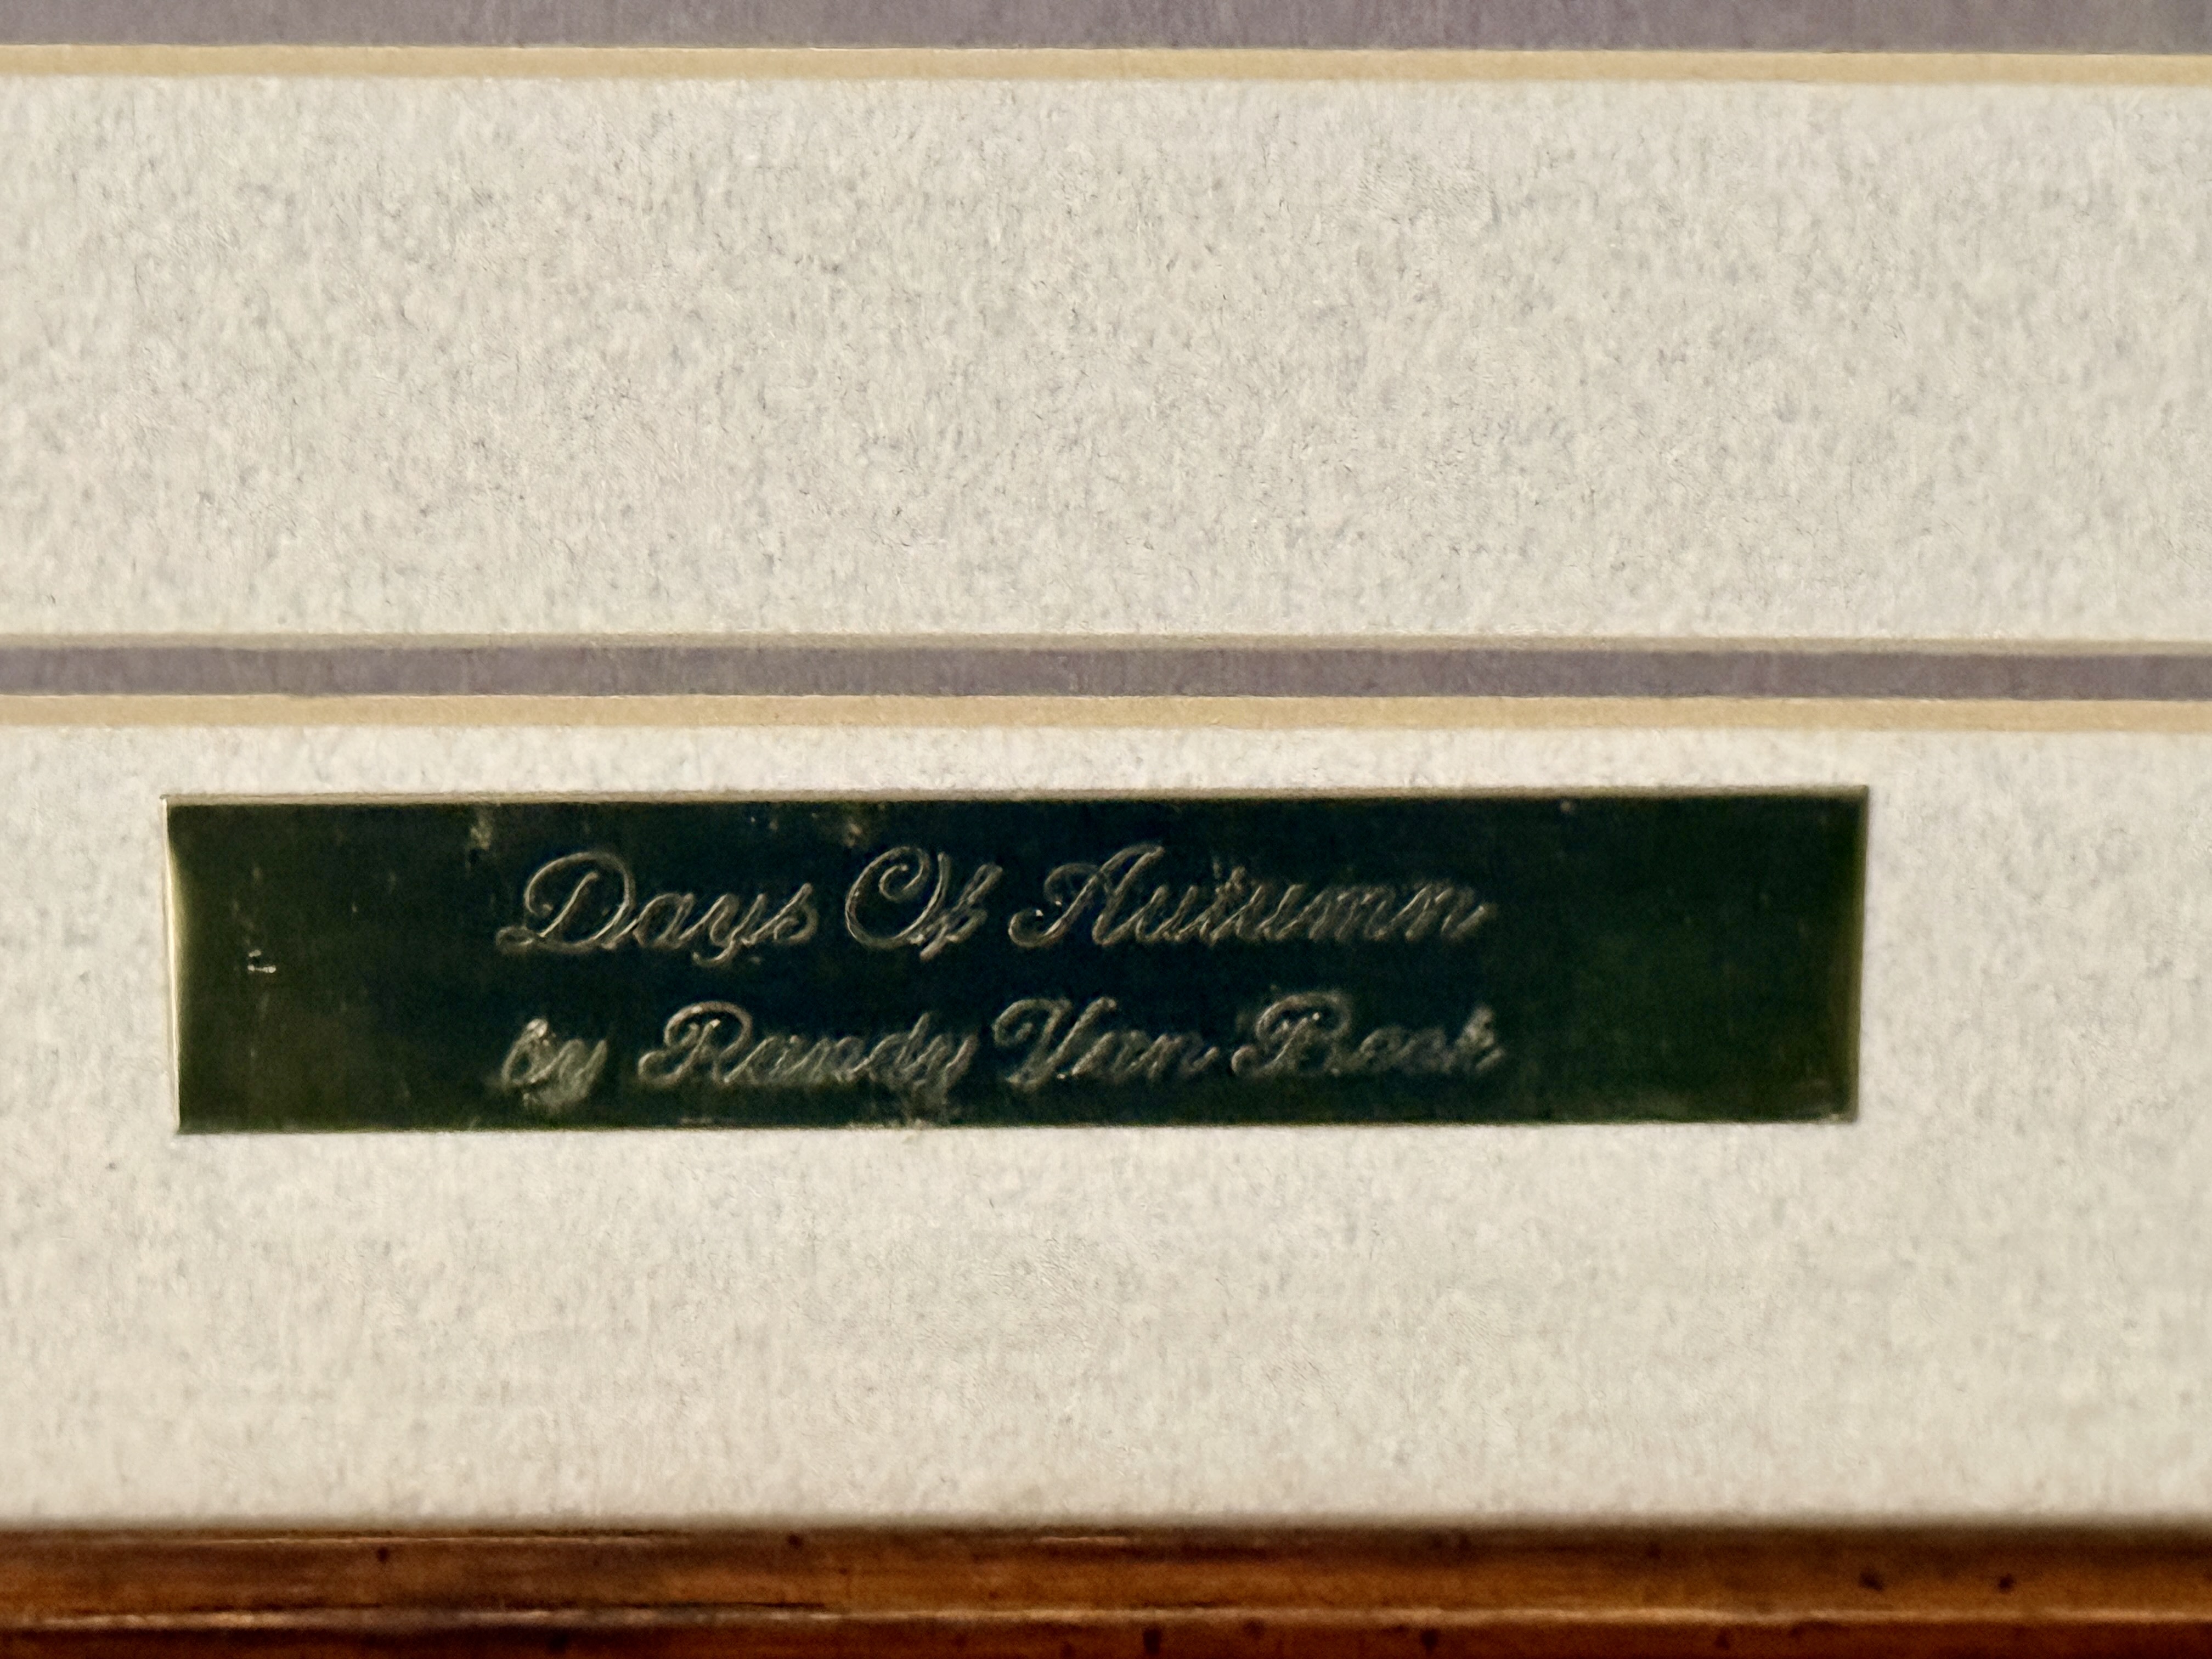 Days Of Autumn
by Randy Van Beek